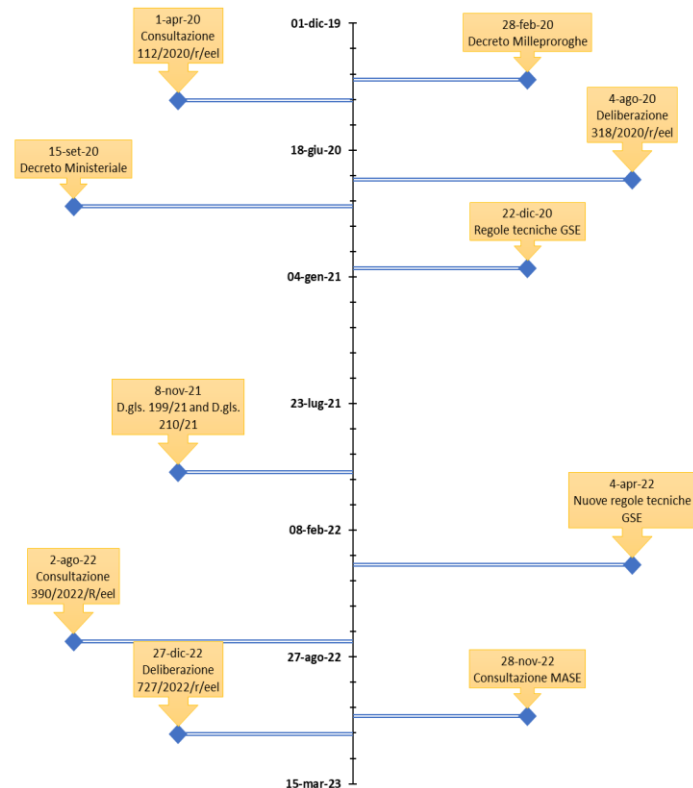 01-dic-19
1-apr-20
Consultazione
112/2020/r/eel
28-feb-20
Decreto Milleproroghe
4-ago-20
Deliberazione
318/2020/r/eel
18-giu-20
15-set-20
Decreto Ministeriale
22-dic-20
Regole tecniche GSE
04-gen-21
8-nov-21
D.gls. 199/21 and D.gls.
210/21
23-lug-21
4-apr-22
Nuove regole tecniche
GSE
08-feb-22
2-ago-22
Consultazione
390/2022/R/eel
27-dic-22
Deliberazione
727/2022/r/eel
27-ago-22
28-nov-22
Consultazione MASE
15-mar-23